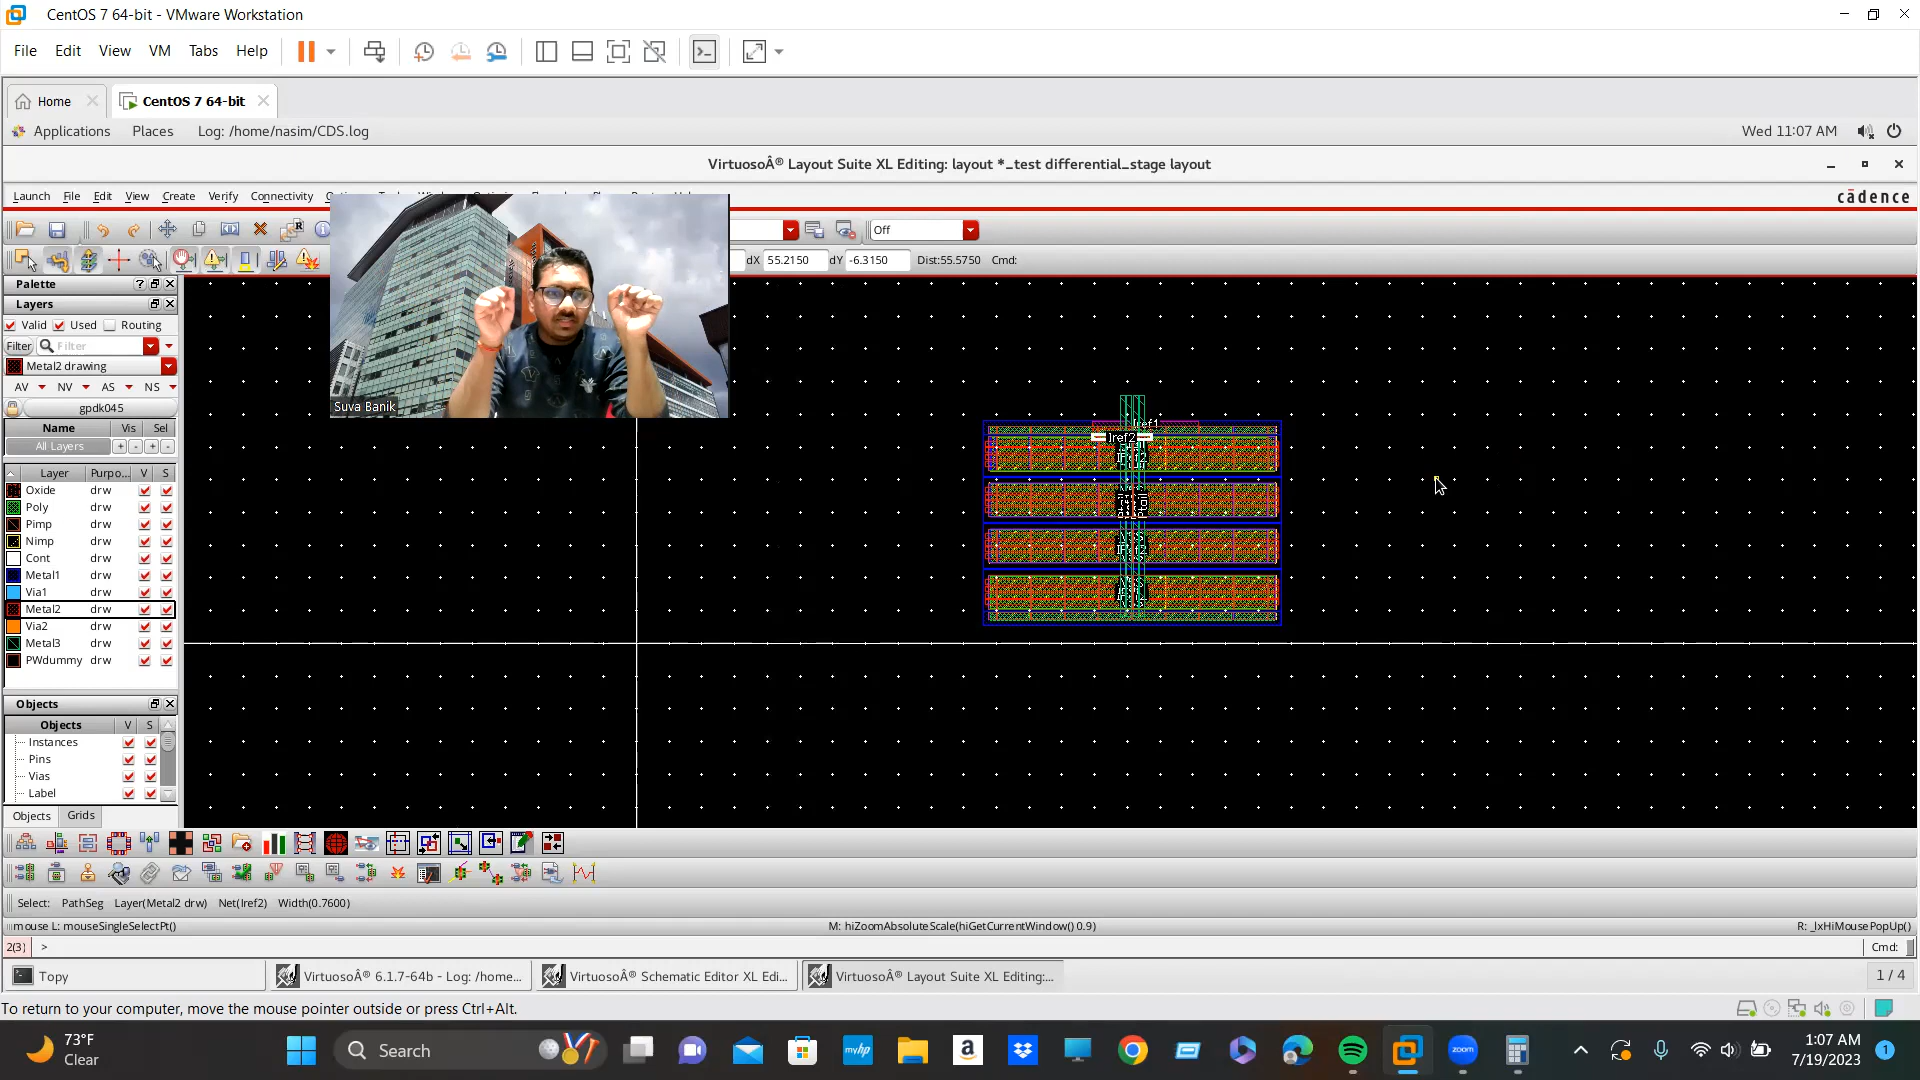 CentOS 7 64-bit - VMware Workstation
File Edit View VM Tabs Help
Home CentOS 7 64-bit
Applications Places Log: /home/nasim/CDS.log Wed 11:07 AM
VirtuosoÂ® Layout Suite XL Editing: layout *_test differential_stage layout
Launch File Edit View Create Verify Connectivity cādence
Off
dX 55.2150 dY -6.3150 Dist:55.5750 Cmd:
Palette
Layers
Valid Used Routing
Filter Filter
Metal2 drawing
AV NV AS NS
gpdk045
Name Vis Sel
All Layers + - + -
Layer Purpo... V S
Oxide drw
Poly drw
Pimp drw
Nimp drw
Cont drw
Metal1 drw
Via1 drw
Metal2 drw
Via2 drw
Metal3 drw
PWdummy drw
Objects
Objects V S
Instances
Pins
Vias
Label
Objects Grids
Suva Banik
Iref1
Iref2
Select: PathSeg Layer(Metal2 drw) Net(Iref2) Width(0.7600)
mouse L: mouseSingleSelectPt() M: hiZoomAbsoluteScale(hiGetCurrentWindow() 0.9) R: _lxHiMousePopUp()
2(3) > Cmd:
Topy VirtuosoÂ® 6.1.7-64b - Log: /home... VirtuosoÂ® Schematic Editor XL Edi... VirtuosoÂ® Layout Suite XL Editing:... 1 / 4
To return to your computer, move the mouse pointer outside or press Ctrl+Alt.
73°F
Clear
Search
myhp
a
zoom
1:07 AM
7/19/2023
1